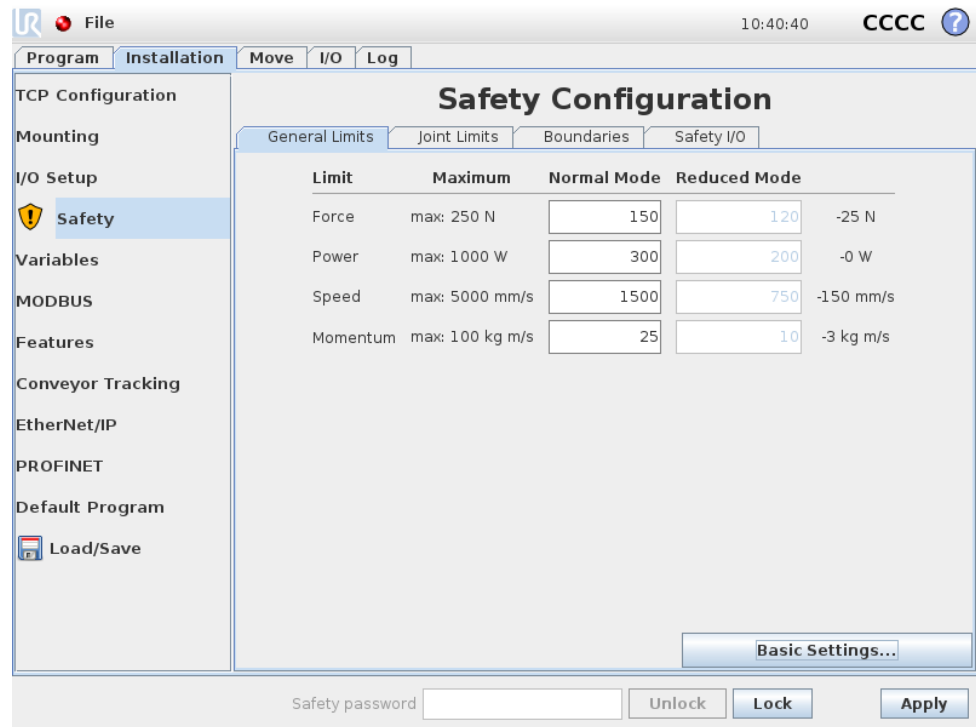 UR File 10:40:40 CCCC ?
Program Installation Move I/O Log
TCP Configuration
Mounting
I/O Setup
Safety
Variables
MODBUS
Features
Conveyor Tracking
EtherNet/IP
PROFINET
Default Program
Load/Save
Safety Configuration
General Limits Joint Limits Boundaries Safety I/O
Limit Maximum Normal Mode Reduced Mode
Force max: 250 N 150 120 -25 N
Power max: 1000 W 300 200 -0 W
Speed max: 5000 mm/s 1500 750 -150 mm/s
Momentum max: 100 kg m/s 25 10 -3 kg m/s
Basic Settings...
Safety password Unlock Lock Apply